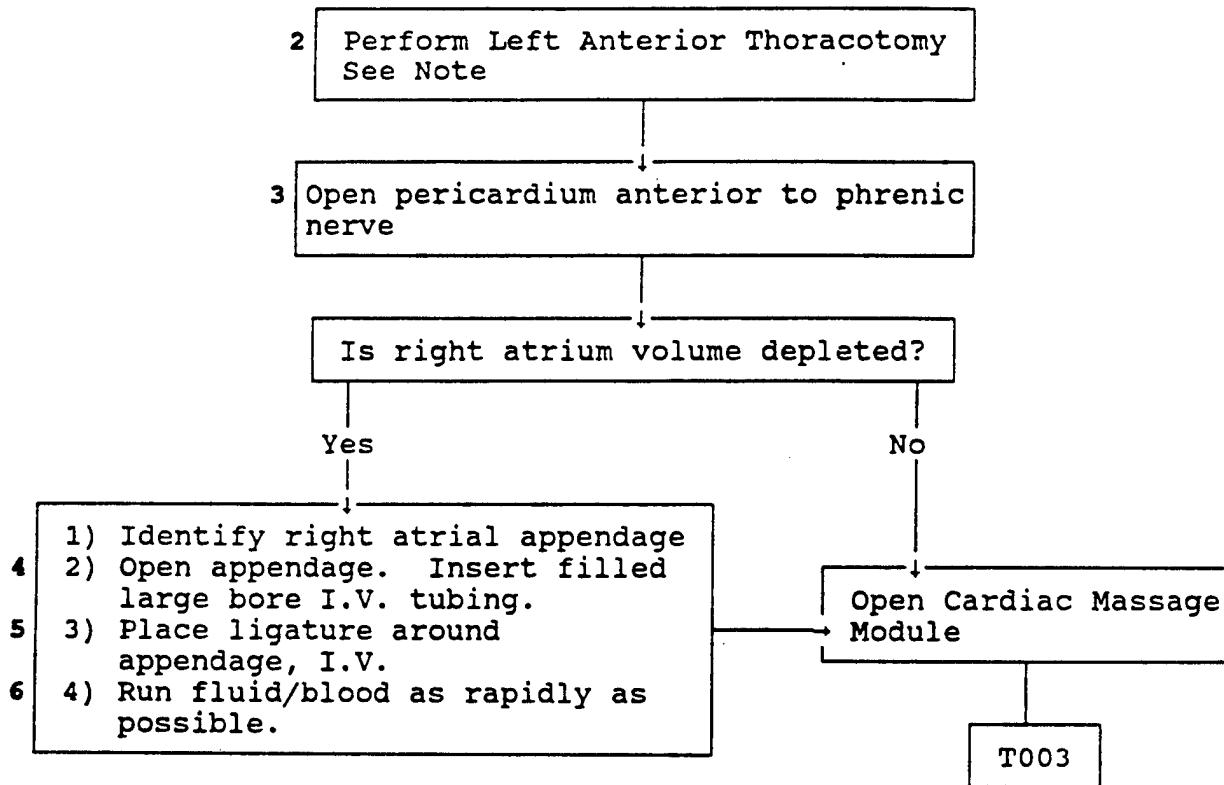 2 Perform Left Anterior Thoracotomy
See Note
3 Open pericardium anterior to phrenic
nerve
Is right atrium volume depleted?
Yes
No
1) Identify right atrial appendage
4 2) Open appendage. Insert filled
large bore I.V. tubing.
5 3) Place ligature around
appendage, I.V.
6 4) Run fluid/blood as rapidly as
possible.
Open Cardiac Massage
Module
T003